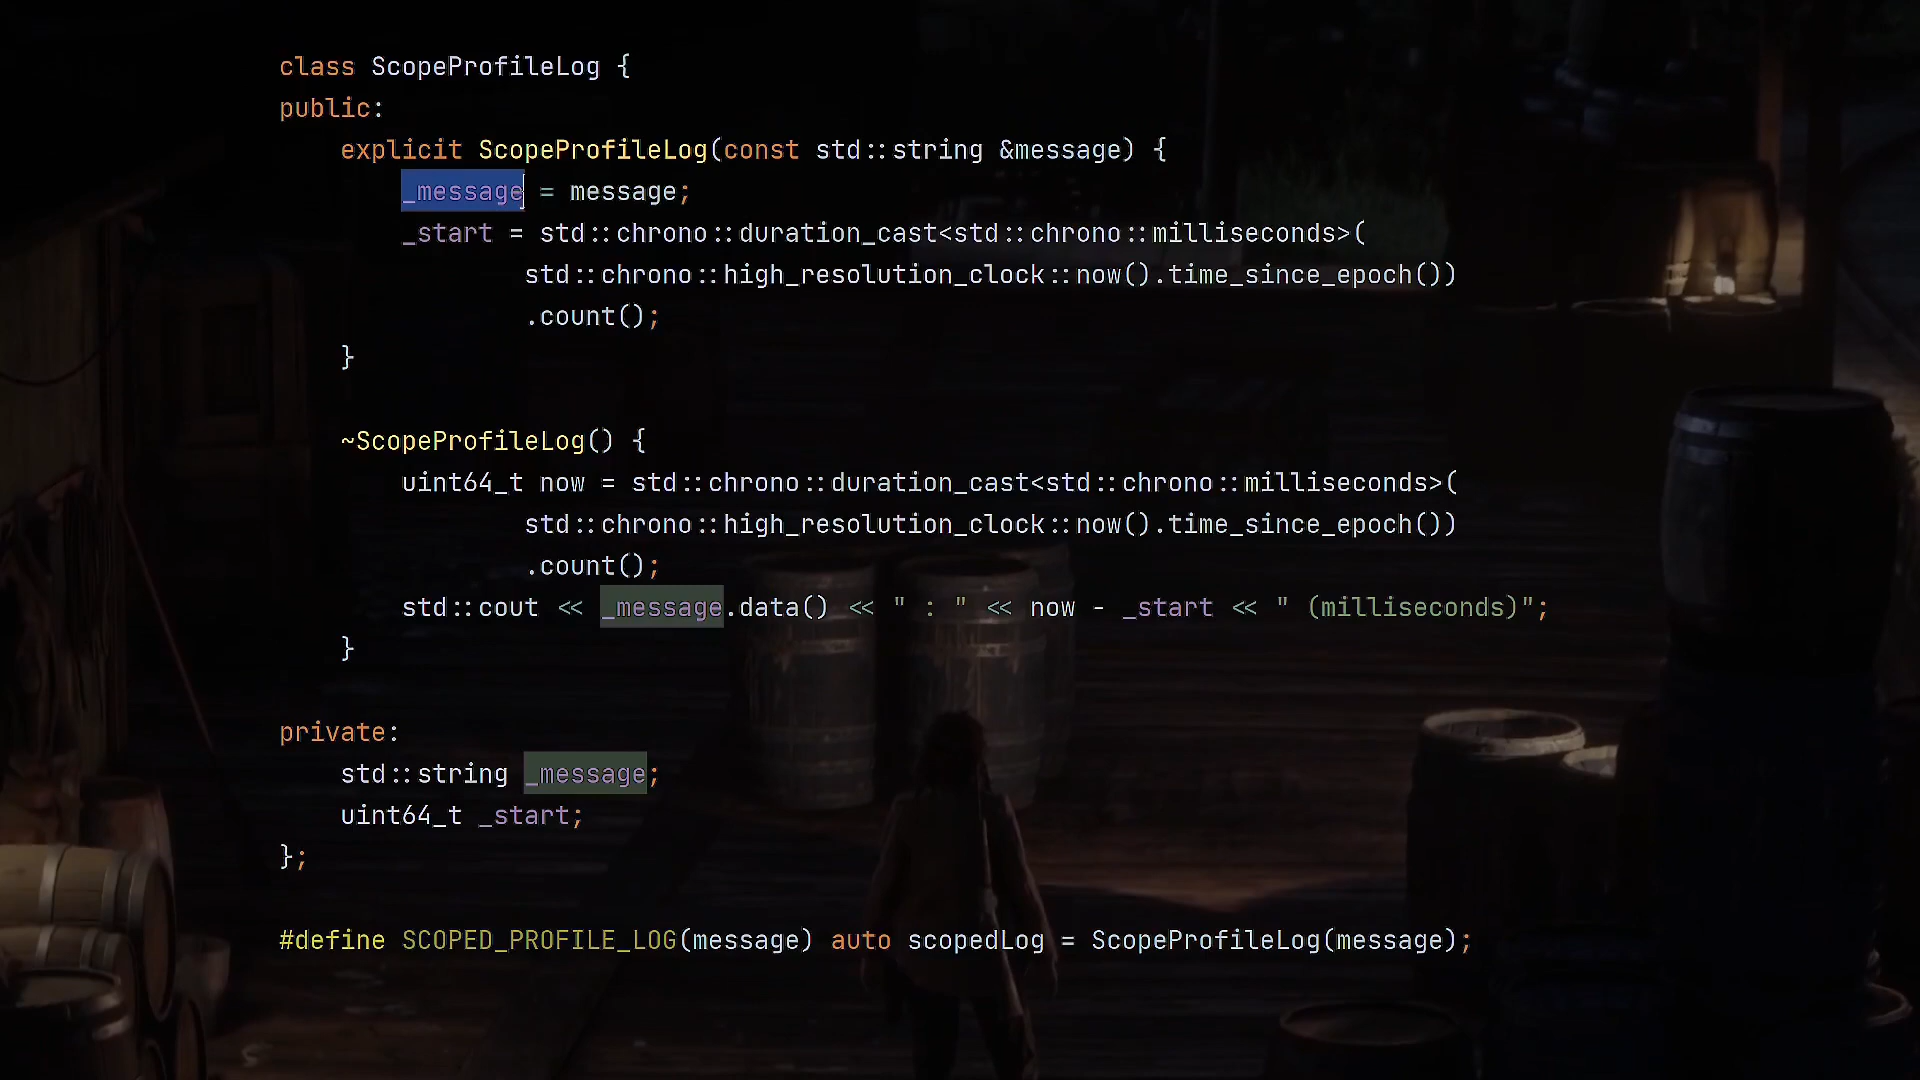 class ScopeProfileLog {
public:
    explicit ScopeProfileLog(const std::string &message) {
        _message = message;
        _start = std::chrono::duration_cast<std::chrono::milliseconds>(
                std::chrono::high_resolution_clock::now().time_since_epoch())
                .count();
    }

    ~ScopeProfileLog() {
        uint64_t now = std::chrono::duration_cast<std::chrono::milliseconds>(
                std::chrono::high_resolution_clock::now().time_since_epoch())
                .count();
        std::cout << _message.data() << " : " << now - _start << " (milliseconds)";
    }

private:
    std::string _message;
    uint64_t _start;
};

#define SCOPED_PROFILE_LOG(message) auto scopedLog = ScopeProfileLog(message);